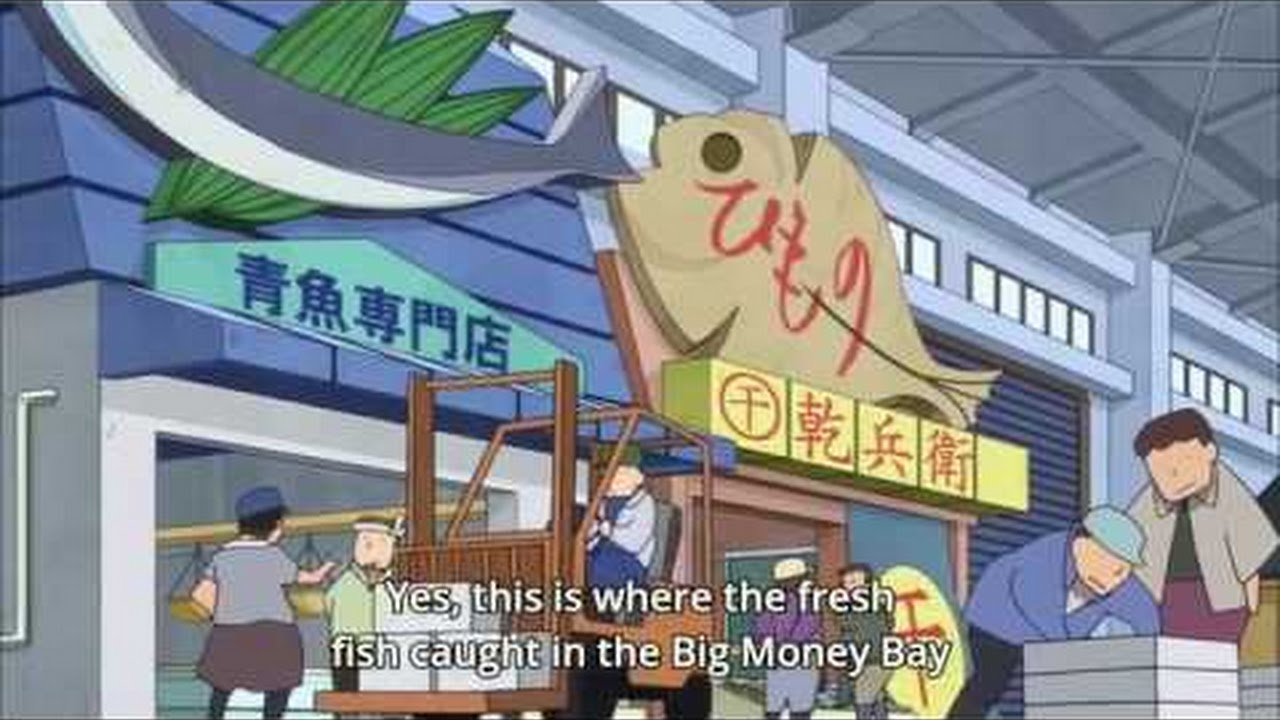 ひもの
青魚専門店
干 乾兵衛
干
Yes, this is where the fresh
fish caught in the Big Money Bay